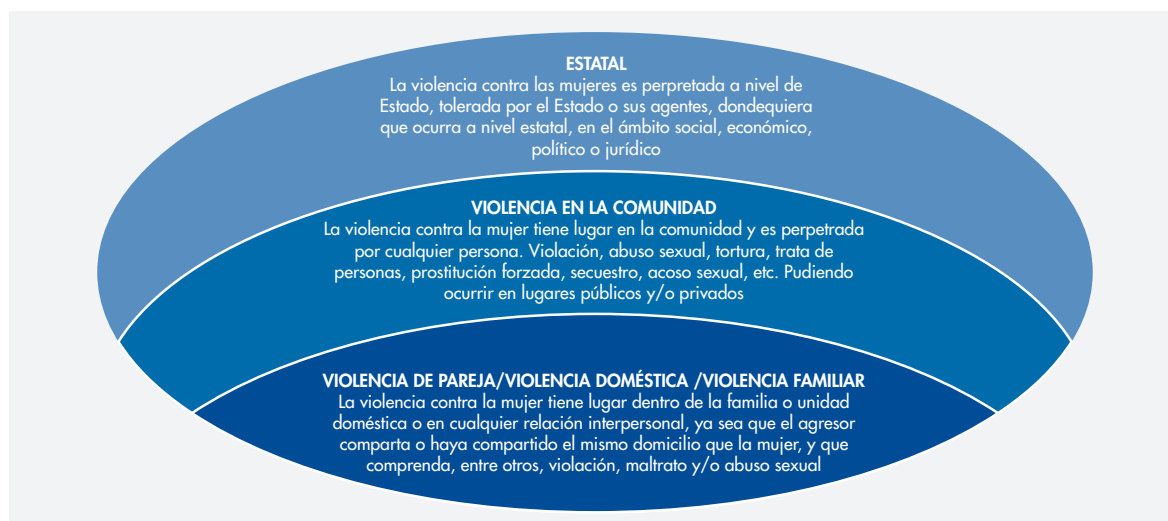 ESTATAL
La violencia contra las mujeres es perpretada a nivel de
Estado, tolerada por el Estado o sus agentes, dondequiera
que ocurra a nivel estatal, en el ámbito social, económico,
político o jurídico
VIOLENCIA EN LA COMUNIDAD
La violencia contra la mujer tiene lugar en la comunidad y es perpetrada
por cualquier persona. Violación, abuso sexual, tortura, trata de
personas, prostitución forzada, secuestro, acoso sexual, etc. Pudiendo
ocurrir en lugares públicos y/o privados
VIOLENCIA DE PAREJA/VIOLENCIA DOMÉSTICA /VIOLENCIA FAMILIAR
La violencia contra la mujer tiene lugar dentro de la familia o unidad
doméstica o en cualquier relación interpersonal, ya sea que el agresor
comparta o haya compartido el mismo domicilio que la mujer, y que
comprenda, entre otros, violación, maltrato y/o abuso sexual